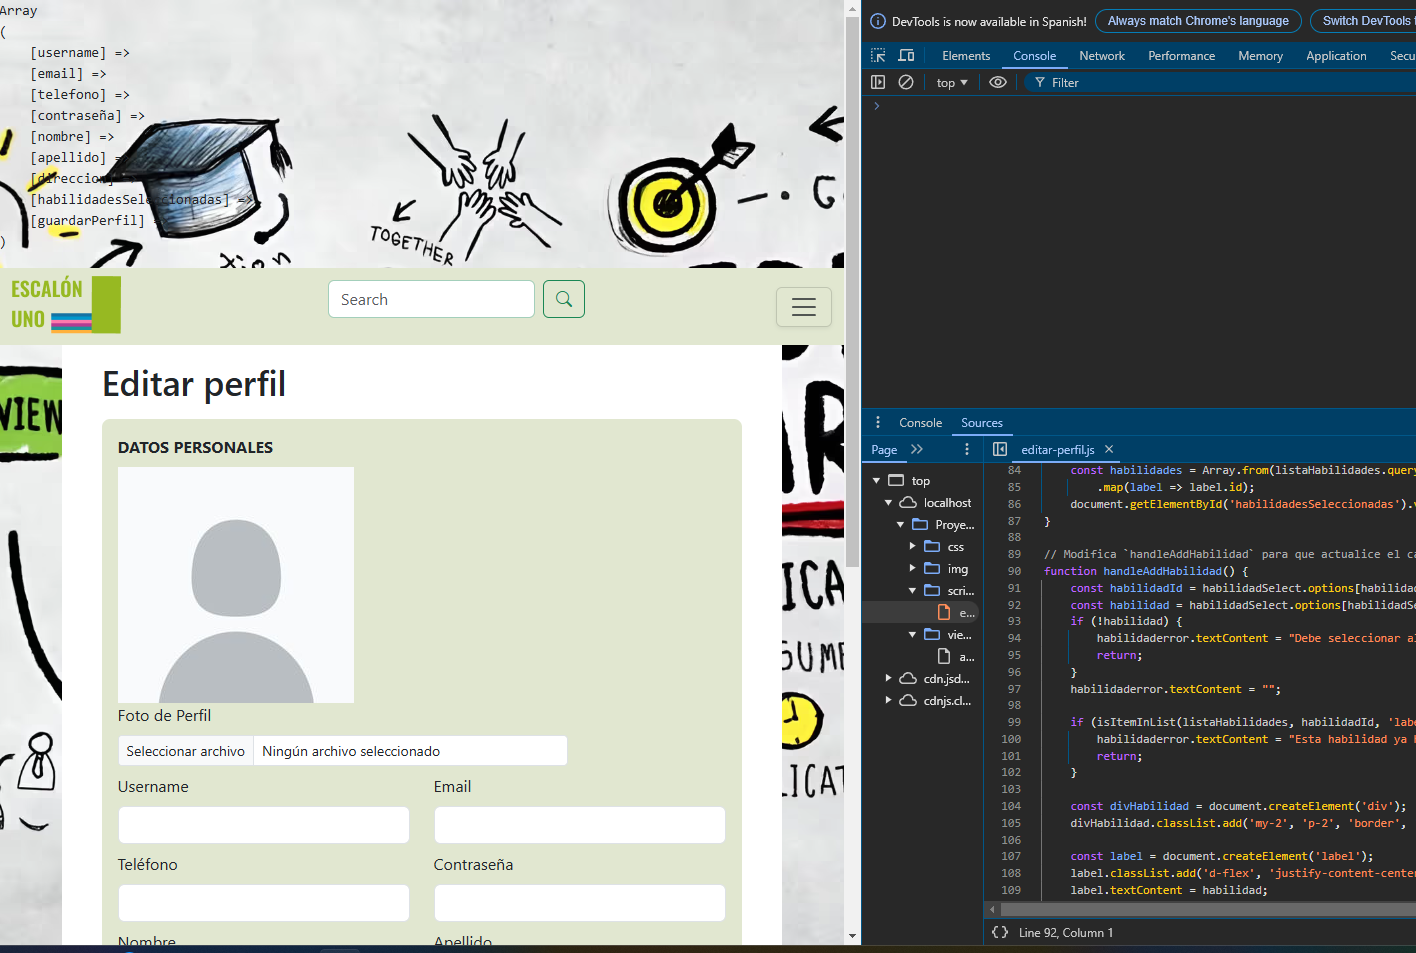 Array
(
[username] =>
[email] =>
[telefono] =>
[contraseña] =>
[nombre] =>
[apellido] =>
[direccion] =>
[habilidadesSeleccionadas] =>
[guardarPerfil] =>
)
TOGETHER
ESCALÓN
UNO
Search
VIEW
Editar perfil
DATOS PERSONALES
Foto de Perfil
Seleccionar archivo
Ningún archivo seleccionado
Username
Email
Teléfono
Contraseña
Nombre
Apellido
DevTools is now available in Spanish!
Always match Chrome's language
Switch DevTools
Elements
Console
Network
Performance
Memory
Application
Secu
top
Filter
Console
Sources
Page
editar-perfil.js
top
localhost
Proye...
css
img
scri...
e...
vie...
a...
cdn.jsd...
cdnjs.cl...
84 const habilidades = Array.from(listaHabilidades.query
85 .map(label => label.id);
86 document.getElementById('habilidadesSeleccionadas').v
87 }
88
89 // Modifica `handleAddHabilidad` para que actualice el ca
90 function handleAddHabilidad() {
91 const habilidadId = habilidadSelect.options[habilidad
92 const habilidad = habilidadSelect.options[habilidadSe
93 if (!habilidad) {
94 habilidaderror.textContent = "Debe seleccionar al
95 return;
96 }
97 habilidaderror.textContent = "";
98
99 if (isItemInList(listaHabilidades, habilidadId, 'labe
100 habilidaderror.textContent = "Esta habilidad ya h
101 return;
102 }
103
104 const divHabilidad = document.createElement('div');
105 divHabilidad.classList.add('my-2', 'p-2', 'border',
106
107 const label = document.createElement('label');
108 label.classList.add('d-flex', 'justify-content-center
109 label.textContent = habilidad;
{} Line 92, Column 1